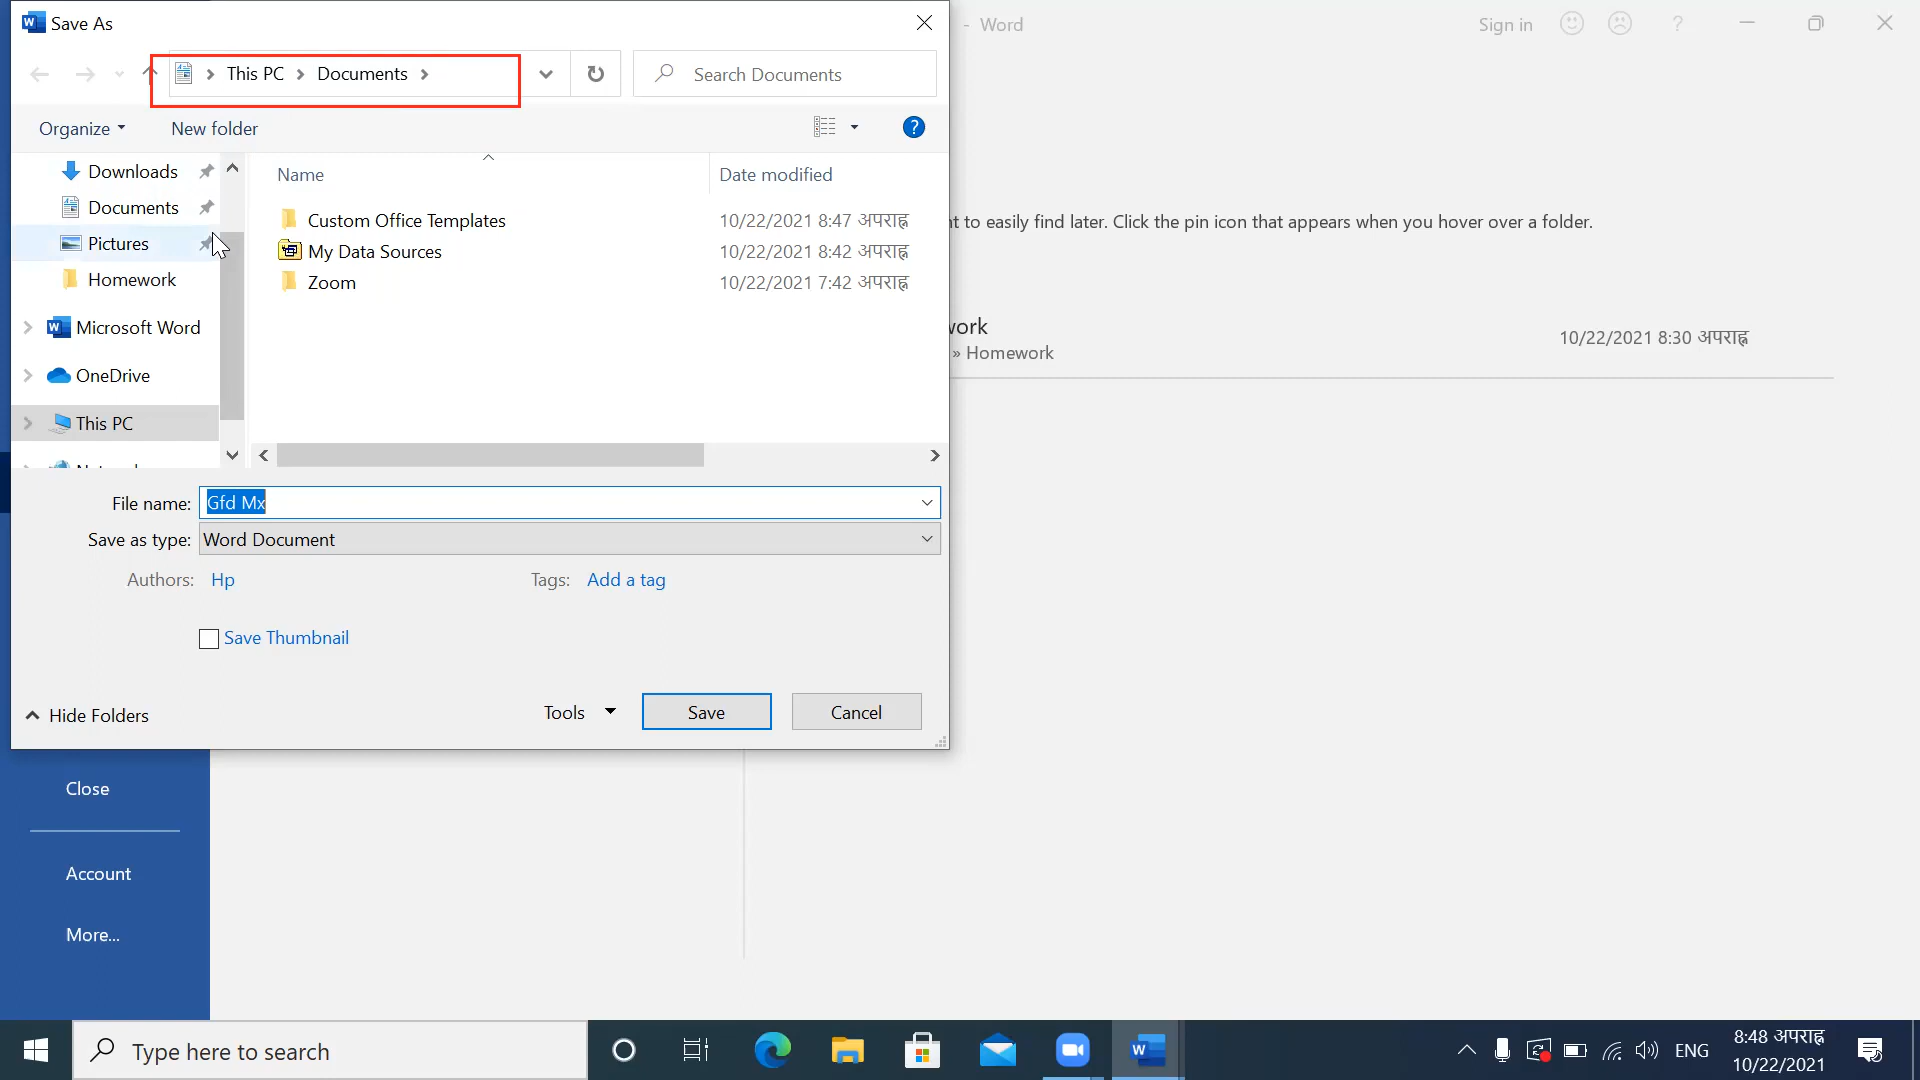 Save As
- Word
Sign in
This PC
Documents
Search Documents
Organize
New folder
Name
Date modified
Downloads
Documents
Pictures
Homework
Microsoft Word
OneDrive
This PC
Custom Office Templates
10/22/2021 8:47 अपराह्न
My Data Sources
10/22/2021 8:42 अपराह्न
Zoom
10/22/2021 7:42 अपराह्न
to easily find later. Click the pin icon that appears when you hover over a folder.
10/22/2021 8:30 अपराह्न
» Homework
File name:
Gfd Mx
Save as type:
Word Document
Authors:
Hp
Tags:
Add a tag
Save Thumbnail
Hide Folders
Tools
Save
Cancel
Close
Account
More...
Type here to search
ENG
8:48 अपराह्न
10/22/2021